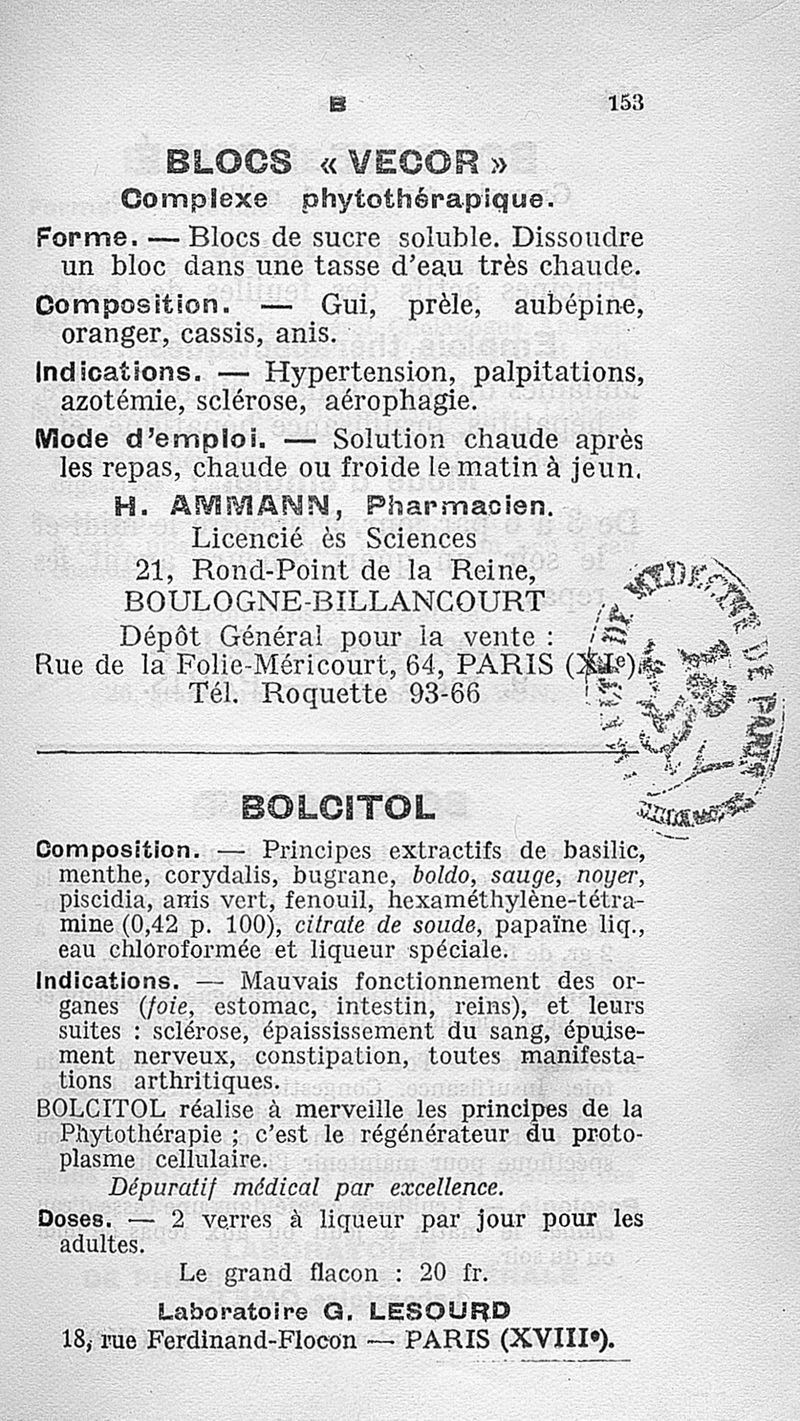 B 153
BLOCS « VECOR »
Complexe phytothérapique.
Forme. — Blocs de sucre soluble. Dissoudre
un bloc dans une tasse d'eau très chaude.
Composition. — Gui, prèle, aubépine,
oranger, cassis, anis.
Indications. — Hypertension, palpitations,
azotémie, sclérose, aérophagie.
Mode d'emploi. — Solution chaude après
les repas, chaude ou froide le matin à jeun.
H. AMMANN, Pharmacien.
Licencié ès Sciences
21, Rond-Point de la Reine,
BOULOGNE-BILLANCOURT
Dépôt Général pour la vente :
Rue de la Folie-Méricourt, 64, PARIS (XIe).
Tél. Roquette 93-66
DE MEDECINE DE PARIS
BOLCITOL
Composition. — Principes extractifs de basilic,
menthe, corydalis, bugrane, boldo, sauge, noyer,
piscidia, anis vert, fenouil, hexaméthylène-tétra-
mine (0,42 p. 100), citrate de soude, papaïne liq.,
eau chloroformée et liqueur spéciale.
Indications. — Mauvais fonctionnement des or-
ganes (foie, estomac, intestin, reins), et leurs
suites : sclérose, épaississement du sang, épuise-
ment nerveux, constipation, toutes manifesta-
tions arthritiques.
BOLCITOL réalise à merveille les principes de la
Phytothérapie ; c'est le régénérateur du proto-
plasme cellulaire.
Dépuratif médical par excellence.
Doses. — 2 verres à liqueur par jour pour les
adultes.
Le grand flacon : 20 fr.
Laboratoire G. LESOURD
18, rue Ferdinand-Flocon — PARIS (XVIIIe).